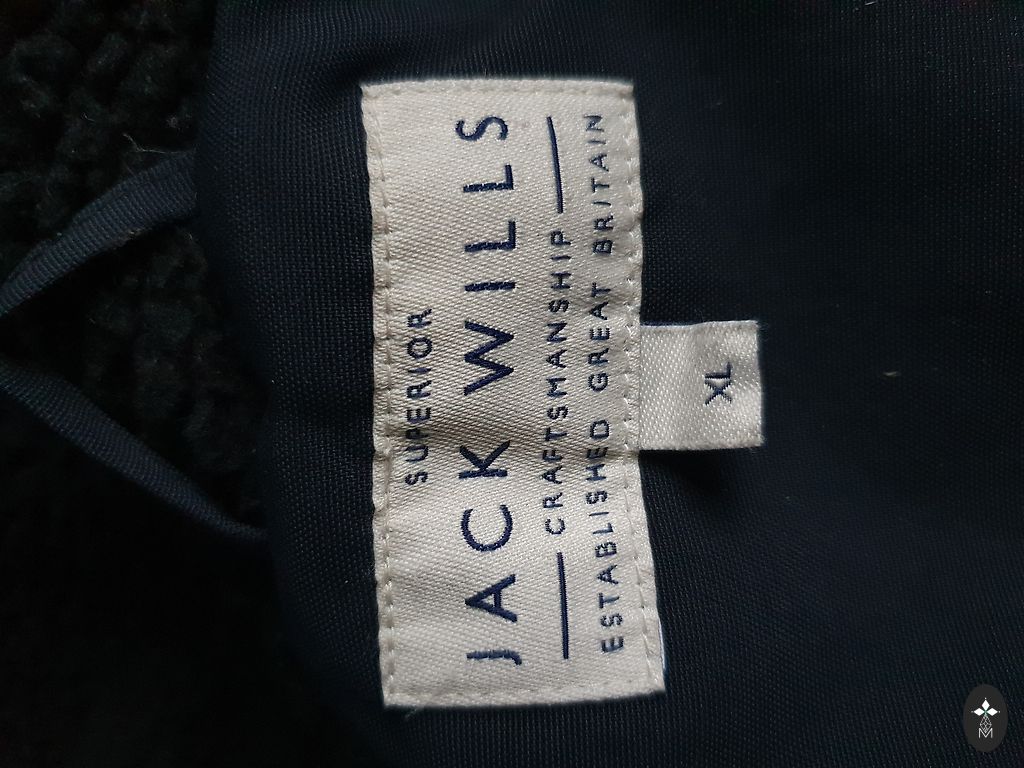 SUPERIOR
JACK WILLS
CRAFTSMANSHIP
ESTABLISHED GREAT BRITAIN
XL
M